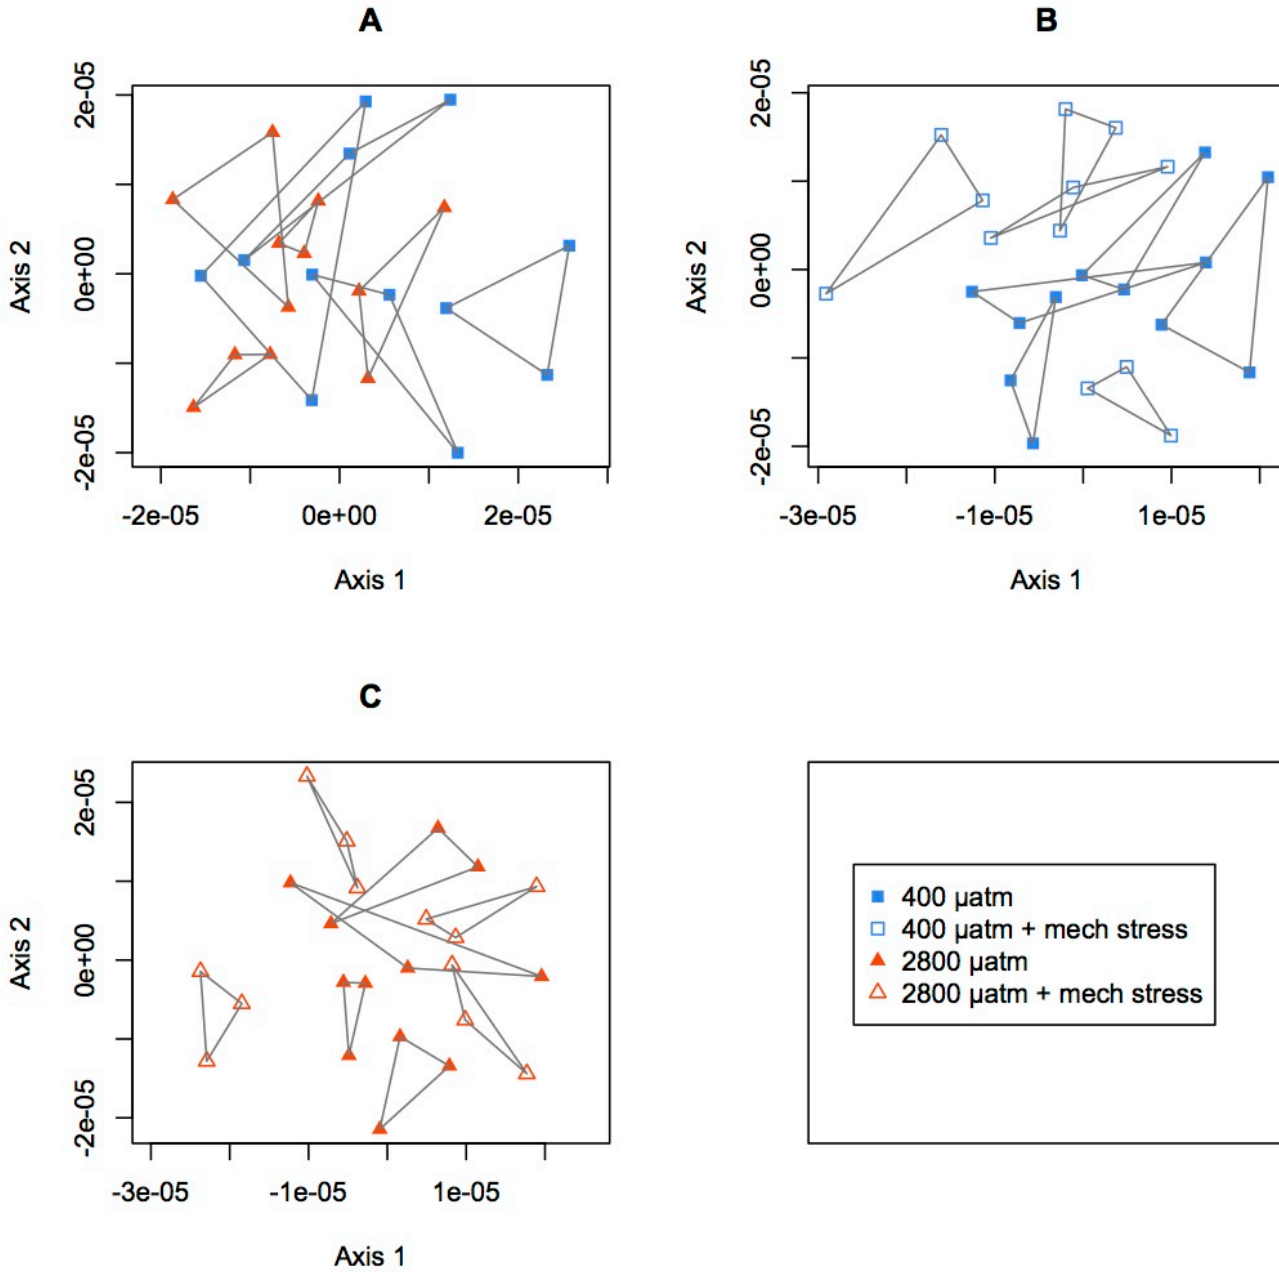 A
2e-05
0e+00
-2e-05
Axis 2
-2e-05 0e+00 2e-05
Axis 1
B
2e-05
0e+00
-2e-05
Axis 2
-3e-05 -1e-05 1e-05
Axis 1
C
2e-05
0e+00
-2e-05
Axis 2
-3e-05 -1e-05 1e-05
Axis 1
400 µatm
400 µatm + mech stress
2800 µatm
2800 µatm + mech stress